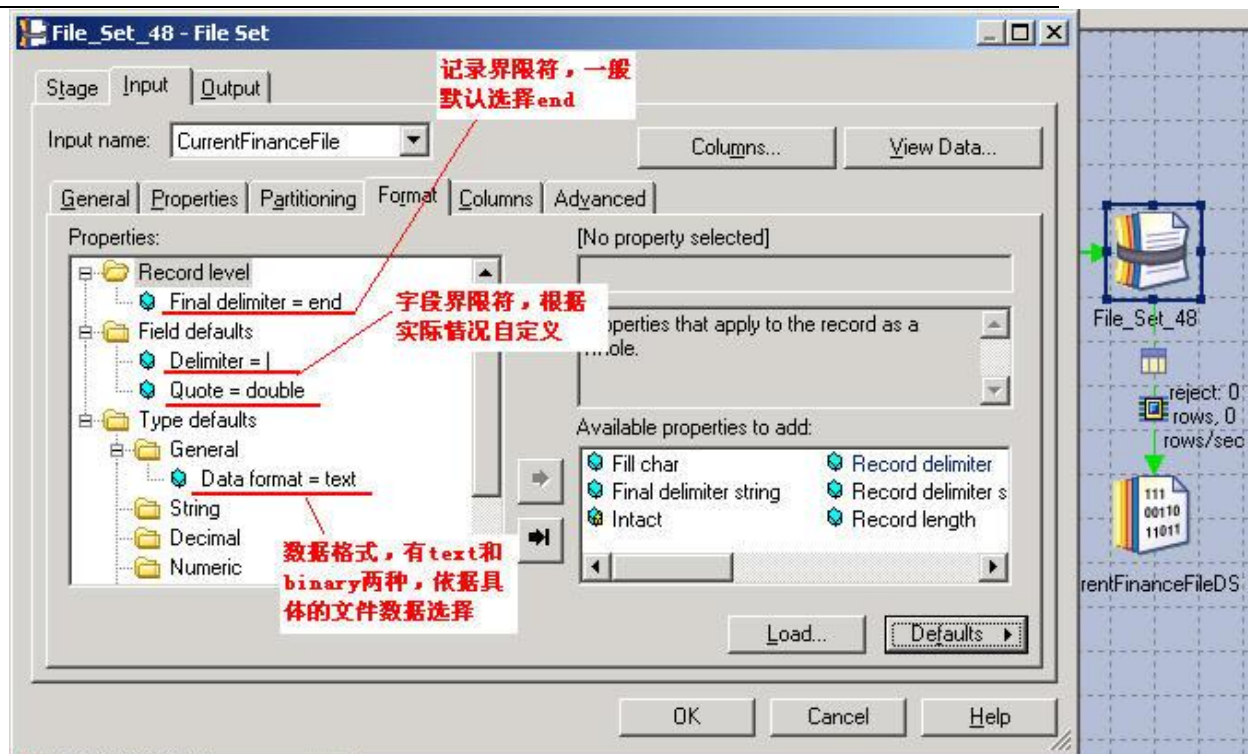 File_Set_48 - File Set
记录界限符，一般
默认选择end
Stage Input Output
Input name: CurrentFinanceFile
Columns... View Data...
General Properties Partitioning Format Columns Advanced
Properties:
Record level
Final delimiter = end
Field defaults
Delimiter = |
Quote = double
Type defaults
General
Data format = text
String
Decimal
Numeric
字段界限符，根据
实际情况自定义
数据格式，有text和
binary两种，依据具
体的文件数据选择
[No property selected]
operties that apply to the record as a
Available properties to add:
Fill char Record delimiter
Final delimiter string Record delimiter s
Intact Record length
Load... Defaults
OK Cancel Help
File_Set_48
reject: 0
rows, 0
rows/sec
111
00110
11011
rentFinanceFileDS